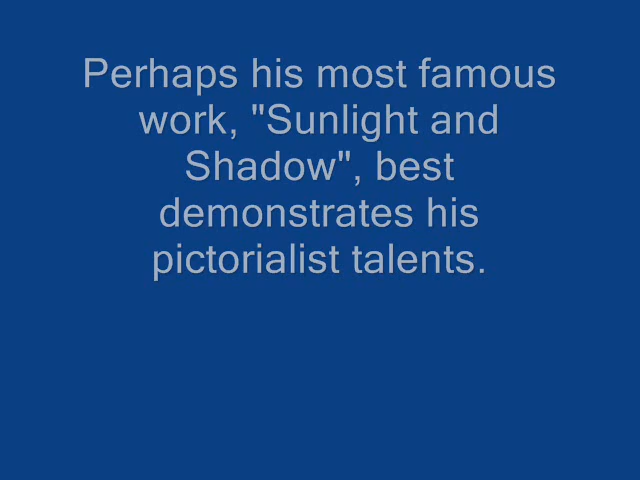 Perhaps his most famous
work, "Sunlight and
Shadow", best
demonstrates his
pictorialist talents.